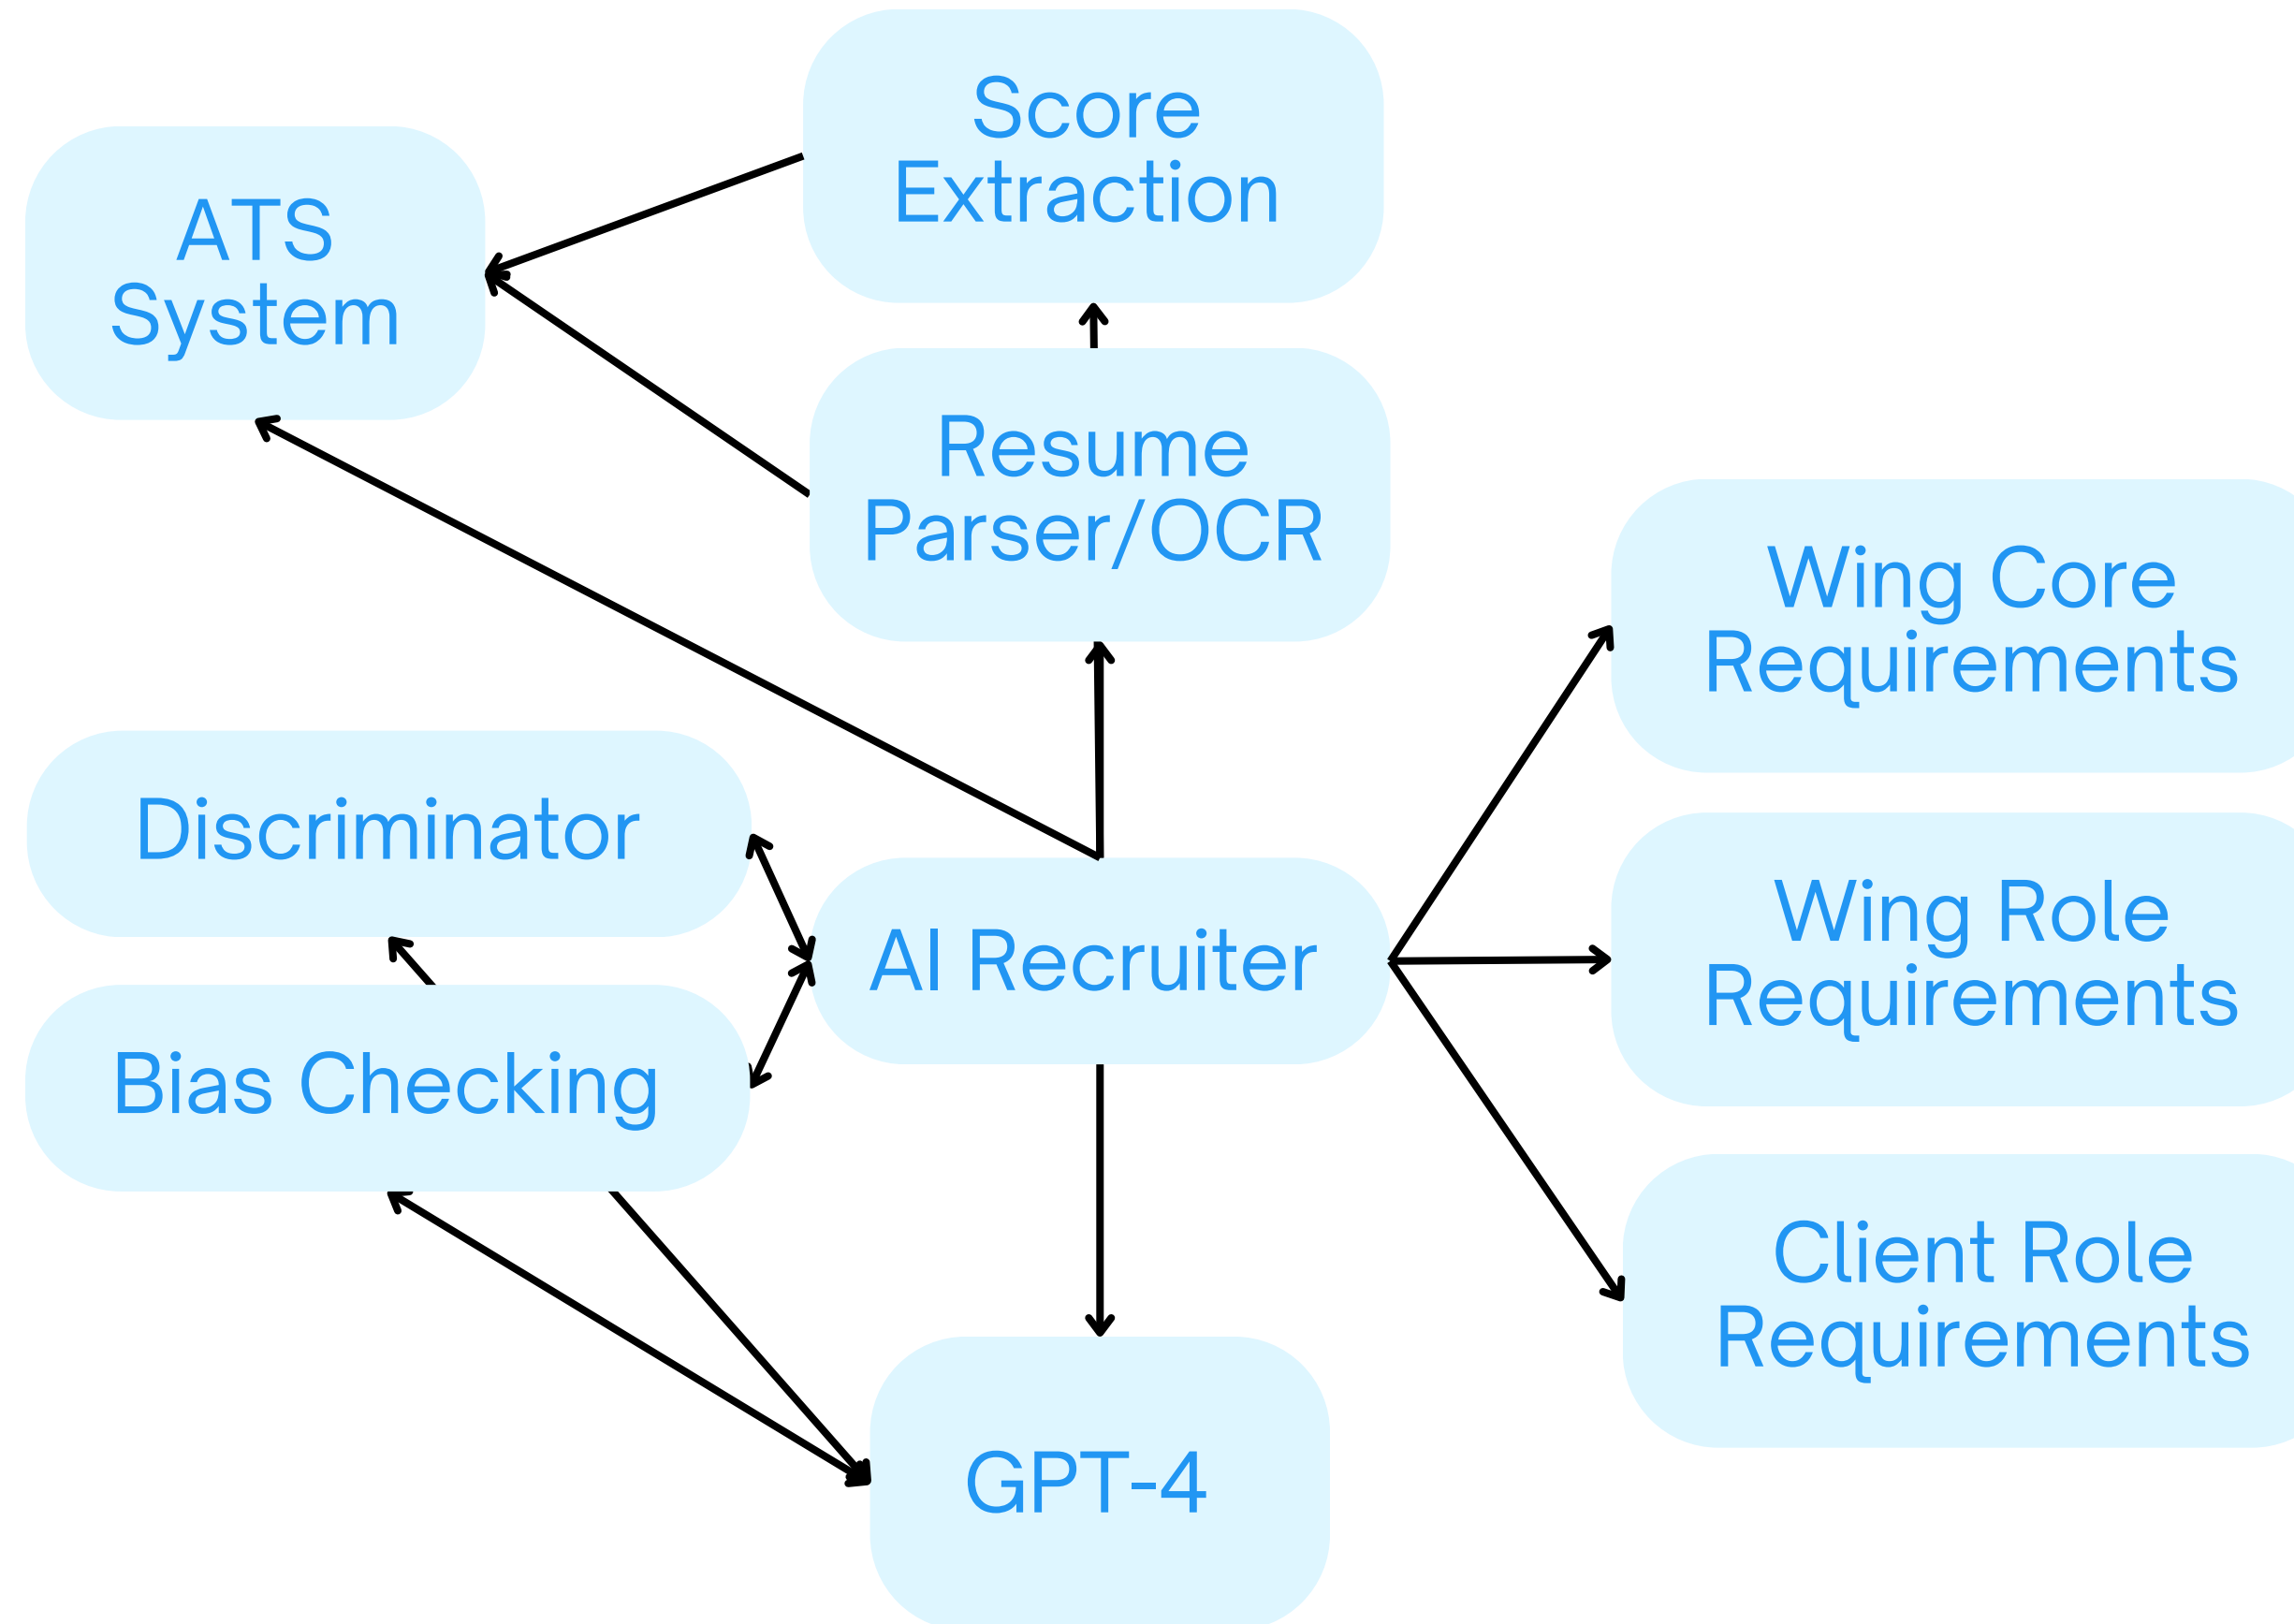 Score
Extraction
ATS
System
Resume
Parser/OCR
Wing Core
Requirements
Discriminator
Wing Role
Requirements
AI Recruiter
Bias Checking
Client Role
Requirements
GPT-4